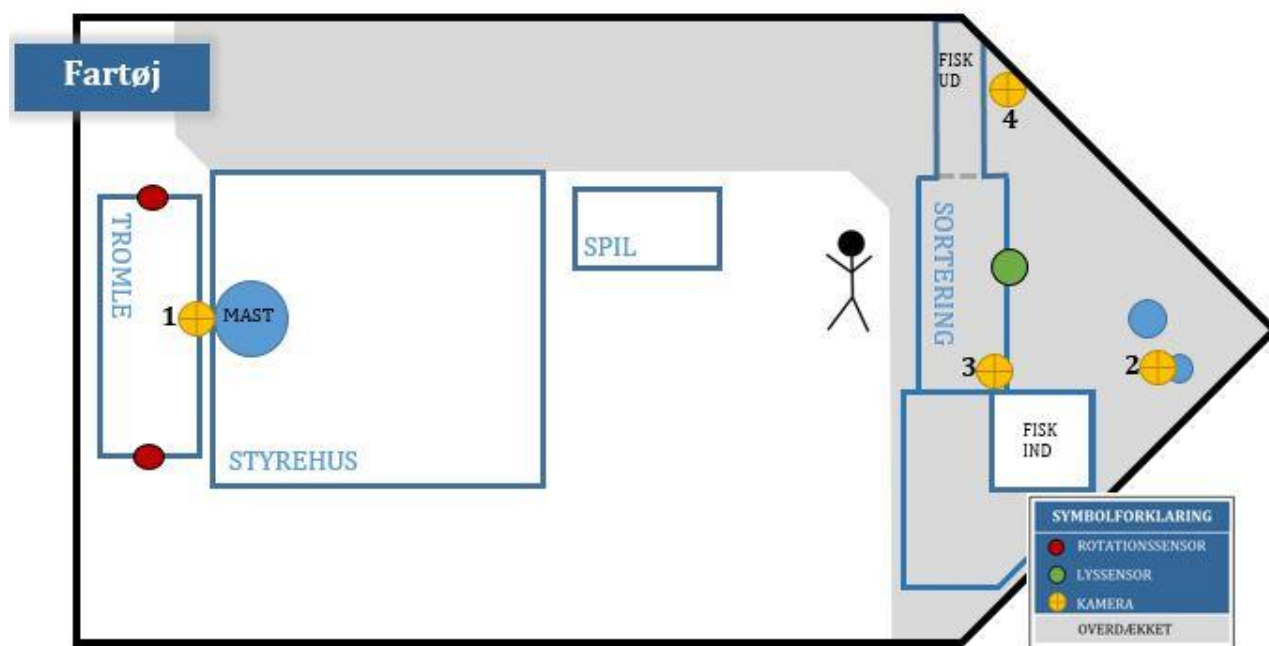 Fartøj
FISK
UD
4
TROMLE
SORTERING
SPIL
1
MAST
3
2
STYREHUS
FISK
IND
SYMBOLFORKLARING
ROTATIONSSENSOR
LYSSENSOR
KAMERA
OVERDÆKKET